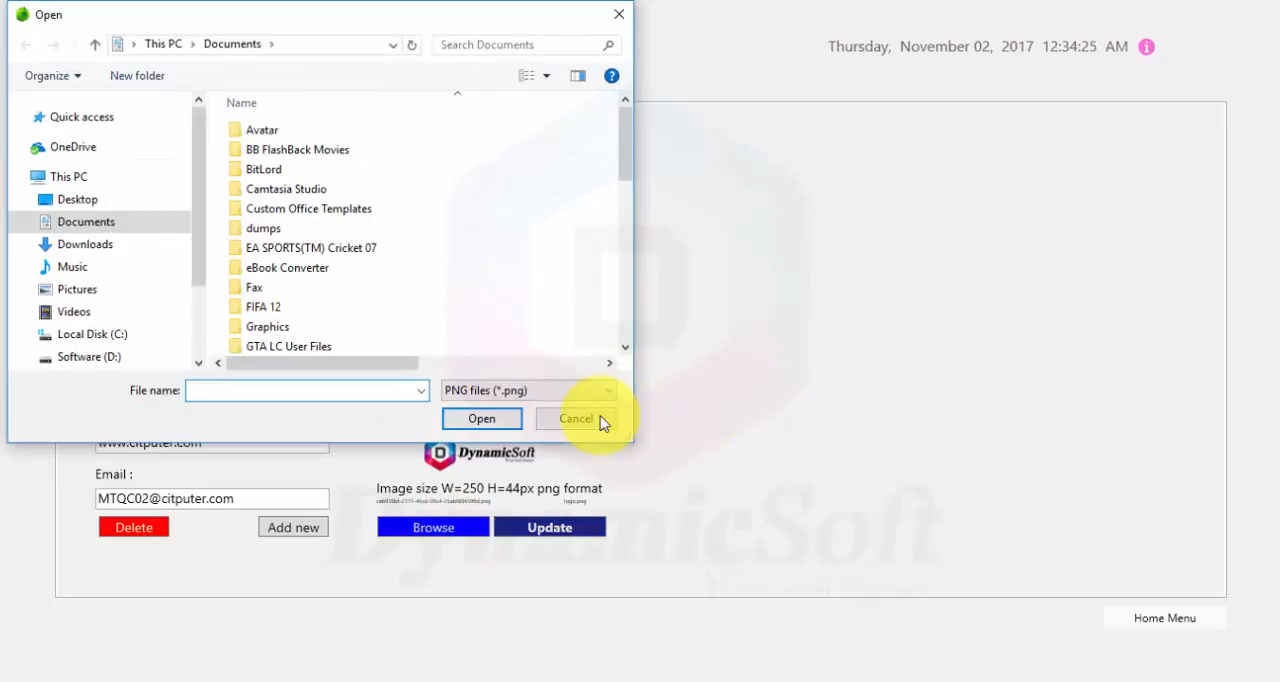 Open
This PC > Documents >
Search Documents
Organize
New folder
Thursday, November 02, 2017 12:34:25 AM
Quick access
OneDrive
This PC
Desktop
Documents
Downloads
Music
Pictures
Videos
Local Disk (C:)
Software (D:)
Name
Avatar
BB FlashBack Movies
BitLord
Camtasia Studio
Custom Office Templates
dumps
EA SPORTS(TM) Cricket 07
eBook Converter
Fax
FIFA 12
Graphics
GTA LC User Files
File name:
PNG files (*.png)
Open
Cancel
www.citputer.com
Email :
MTQC02@citputer.com
Delete
Add new
DynamicSoft
Image size W=250 H=44px png format
logo.png
Browse
Update
DynamicSoft
Home Menu